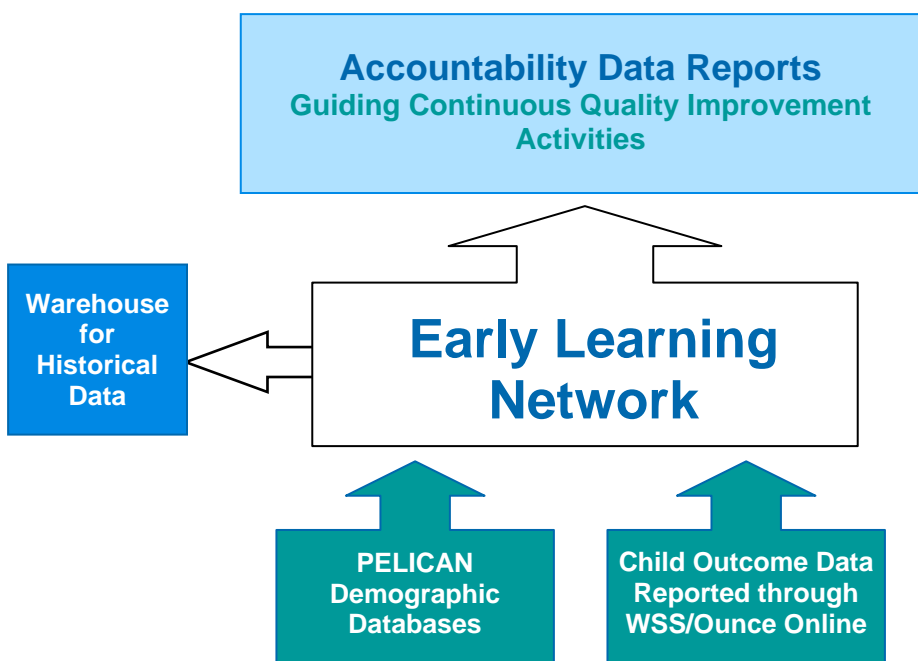 Accountability Data Reports
Guiding Continuous Quality Improvement
Activities
Warehouse
for
Historical
Data
Early Learning
Network
PELICAN
Demographic
Databases
Child Outcome Data
Reported through
WSS/Ounce Online